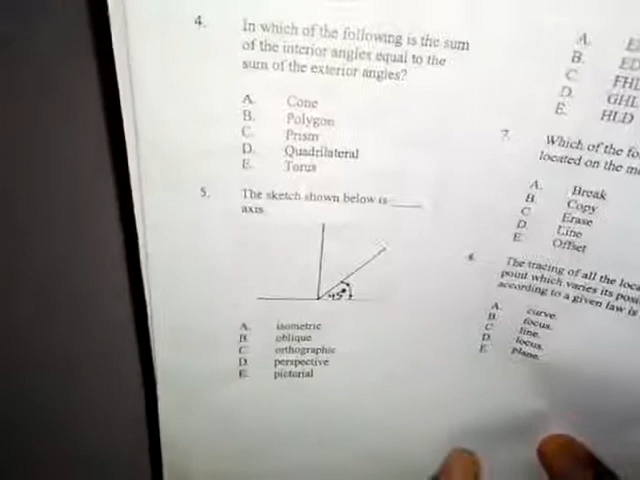 4. In which of the following is the sum
of the interior angles equal to the
sum of the exterior angles?
A. Cone
B. Polygon
C. Prism
D. Quadrilateral
E. Torus
5. The sketch shown below is ____
axis.
45°
A. isometric
B. oblique
C. orthographic
D. perspective
E. pictorial
A.
B. ED
C. FHL
D. GHL
E. HLD
7. Which of the fo
located on the
A. Break
B. Copy
C. Erase
D. Line
E. Offset
The tracing of all the loca
point which varies its posi
according to a given law is
A. curve.
B. focus.
C. line.
D. locus.
E. plane.